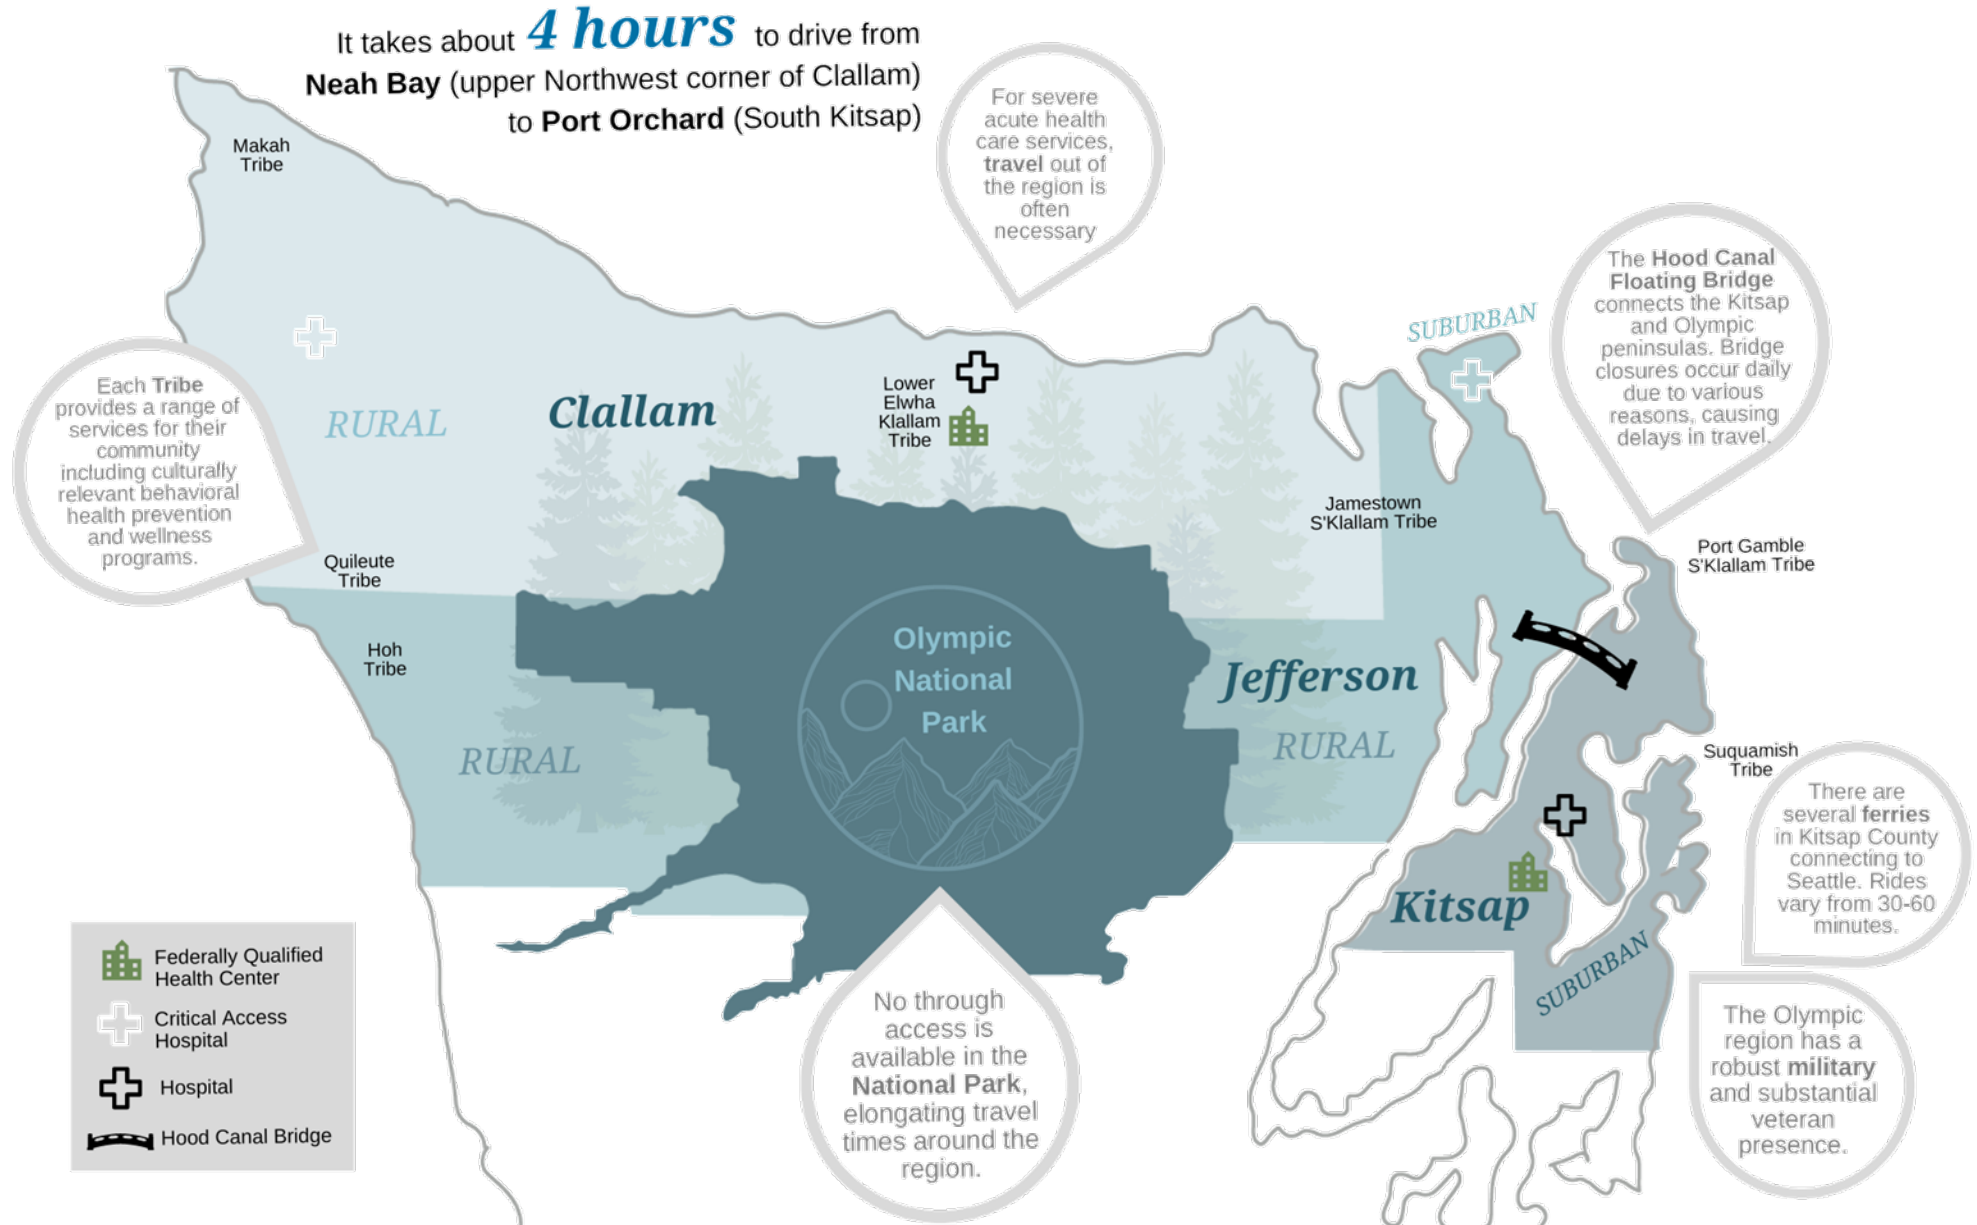 It takes about 4 hours to drive from
Neah Bay (upper Northwest corner of Clallam)
to Port Orchard (South Kitsap)
For severe
acute health
care services,
travel out of
the region is
often
necessary
Makah
Tribe
The Hood Canal
Floating Bridge
connects the Kitsap
and Olympic
peninsulas. Bridge
closures occur daily
due to various
reasons, causing
delays in travel.
SUBURBAN
Each Tribe
provides a range of
services for their
community
including culturally
relevant behavioral
health prevention
and wellness
programs.
RURAL
Clallam
Lower
Elwha
Klallam
Tribe
Jamestown
S'Klallam Tribe
Port Gamble
S'Klallam Tribe
Quileute
Tribe
Hoh
Tribe
Olympic
National
Park
Jefferson
RURAL
RURAL
Suquamish
Tribe
There are
several ferries
in Kitsap County
connecting to
Seattle. Rides
vary from 30-60
minutes.
Kitsap
SUBURBAN
Federally Qualified
Health Center
Critical Access
Hospital
Hospital
Hood Canal Bridge
No through
access is
available in the
National Park,
elongating travel
times around the
region.
The Olympic
region has a
robust military
and substantial
veteran
presence.